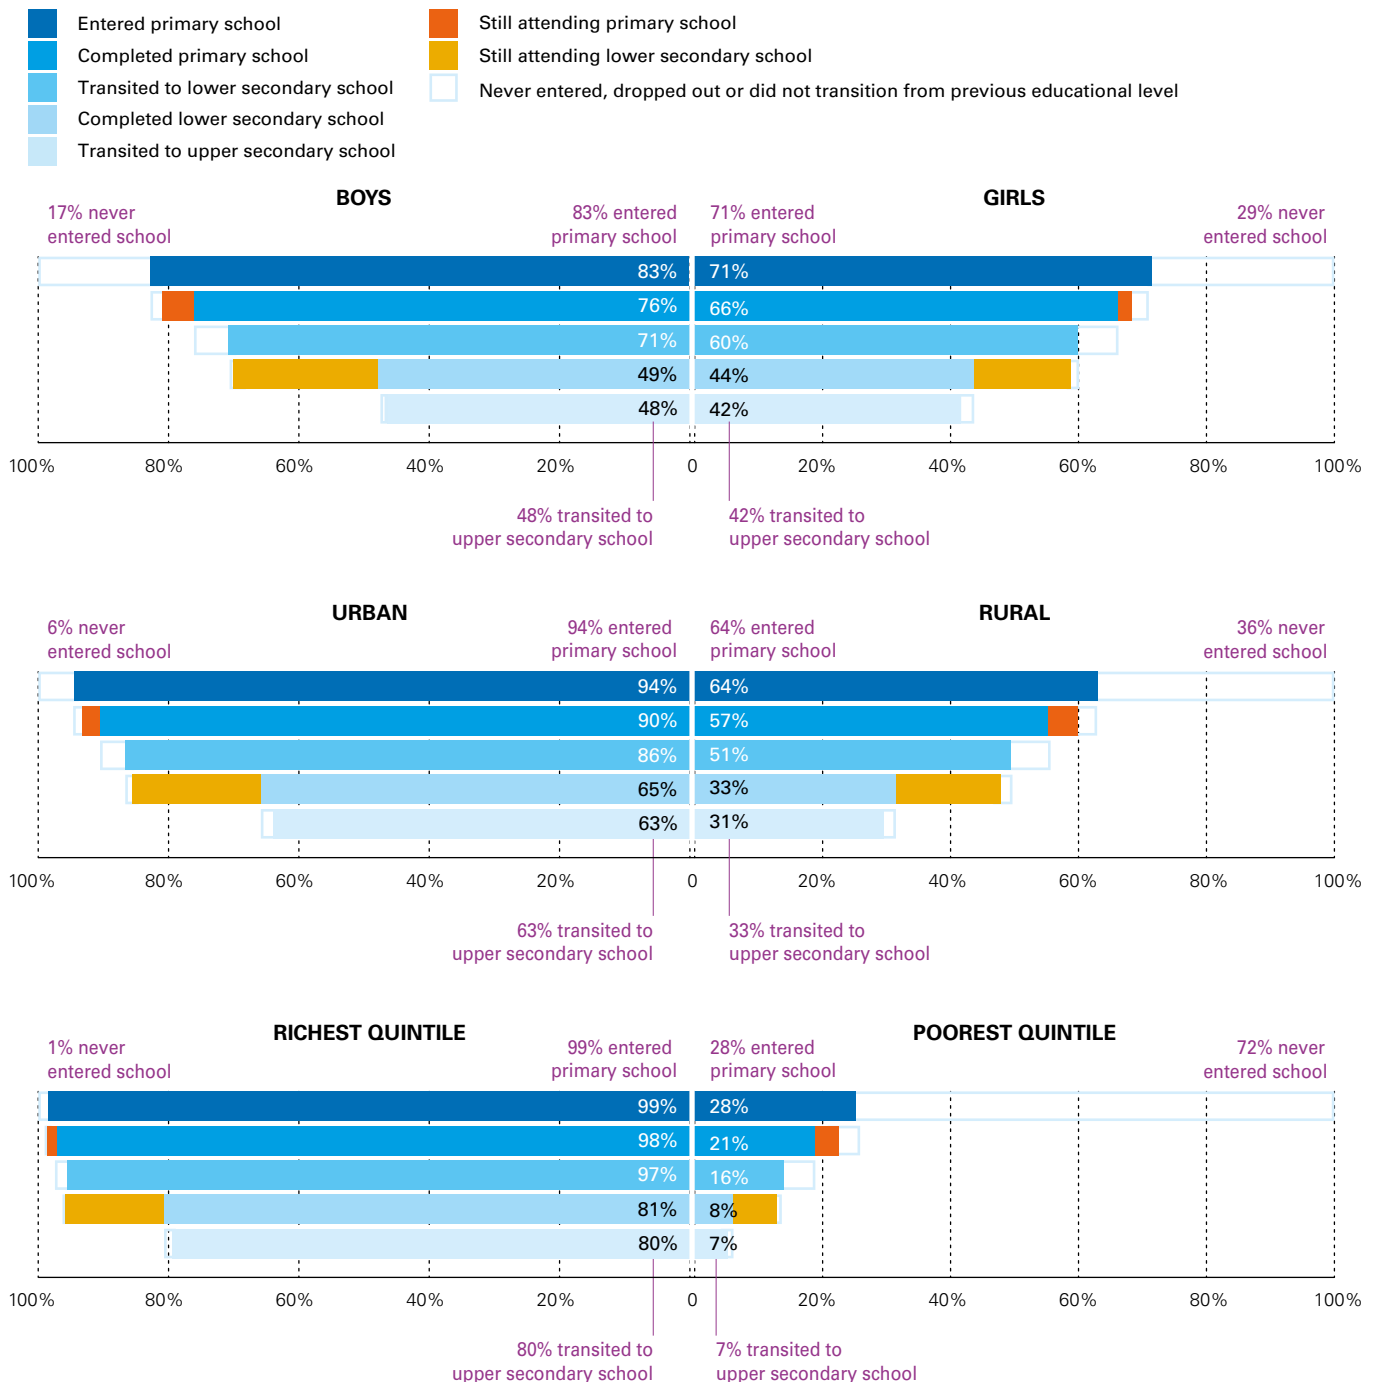 Entered primary school
Completed primary school
Transited to lower secondary school
Completed lower secondary school
Transited to upper secondary school
Still attending primary school
Still attending lower secondary school
Never entered, dropped out or did not transition from previous educational level
BOYS
17% never
entered school
83% entered
primary school
GIRLS
71% entered
primary school
29% never
entered school
83% 71%
76% 66%
71% 60%
49% 44%
48% 42%
100% 80% 60% 40% 20% 0 20% 40% 60% 80% 100%
48% transited to
upper secondary school
42% transited to
upper secondary school
URBAN
6% never
entered school
94% entered
primary school
RURAL
64% entered
primary school
36% never
entered school
94% 64%
90% 57%
86% 51%
65% 33%
63% 31%
100% 80% 60% 40% 20% 0 20% 40% 60% 80% 100%
63% transited to
upper secondary school
33% transited to
upper secondary school
RICHEST QUINTILE
1% never
entered school
99% entered
primary school
POOREST QUINTILE
28% entered
primary school
72% never
entered school
99% 28%
98% 21%
97% 16%
81% 8%
80% 7%
100% 80% 60% 40% 20% 0 20% 40% 60% 80% 100%
80% transited to
upper secondary school
7% transited to
upper secondary school